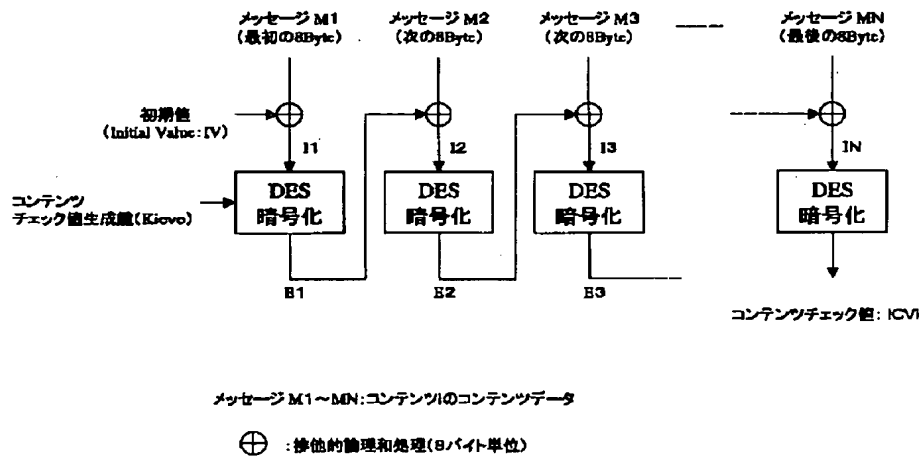 メッセージ M1
(最初の8Byte)
メッセージ M2
(次の8Byte)
メッセージ M3
(次の8Byte)
メッセージ MN
(最後の8Byte)
初期値
(Initial Value:IV)
I1
I2
I3
IN
DES
暗号化
DES
暗号化
DES
暗号化
DES
暗号化
コンテンツ
チェック値生成鍵(Kicvc)
E1
E2
E3
コンテンツチェック値: ICVi
メッセージ M1～MN:コンテンツiのコンテンツデータ
:排他的論理和処理(8バイト単位)